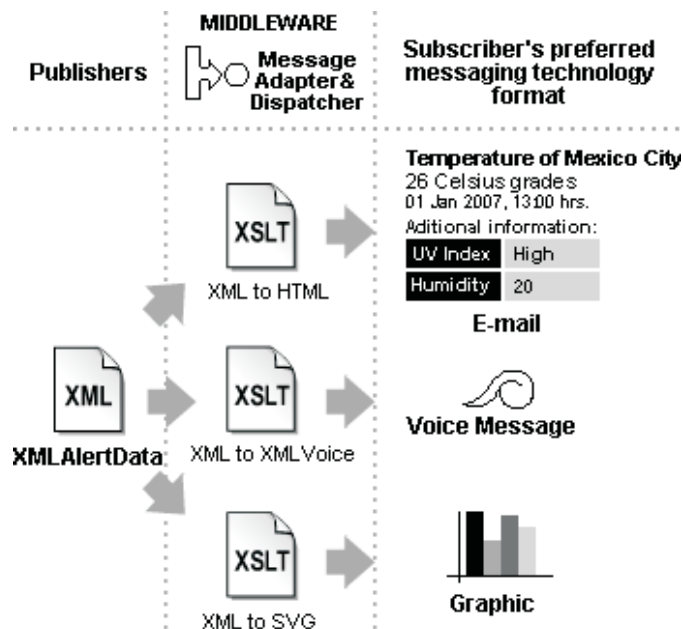 Publishers
MIDDLEWARE
Message
Adapter&
Dispatcher
Subscriber's preferred
messaging technology
format
XML
XMLAlertData
XSLT
XML to HTML
Temperature of Mexico City
26 Celsius grades
01 Jan 2007, 13:00 hrs.
Aditional information:
UV Index High
Humidity 20
E-mail
XSLT
XML to XMLVoice
Voice Message
XSLT
XML to SVG
Graphic